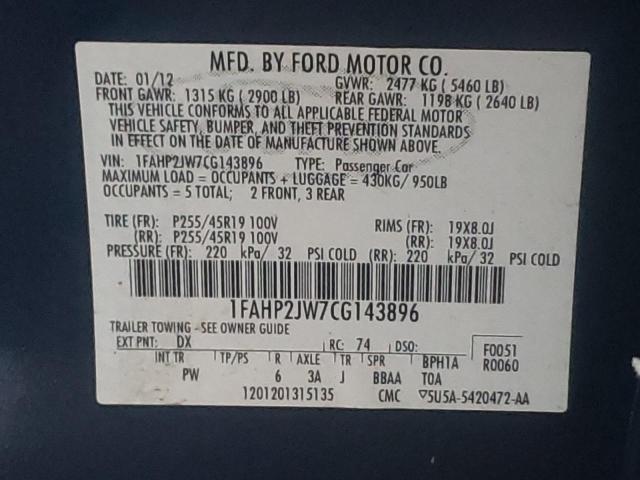 MFD. BY FORD MOTOR CO.
DATE: 01/12 GVWR: 2477 KG ( 5460 LB)
FRONT GAWR: 1315 KG ( 2900 LB) REAR GAWR: 1198 KG ( 2640 LB)
THIS VEHICLE CONFORMS TO ALL APPLICABLE FEDERAL MOTOR
VEHICLE SAFETY, BUMPER, AND THEFT PREVENTION STANDARDS
IN EFFECT ON THE DATE OF MANUFACTURE SHOWN ABOVE.
VIN: 1FAHP2JW7CG143896 TYPE: Passenger Car
MAXIMUM LOAD = OCCUPANTS + LUGGAGE = 430KG/ 950LB
OCCUPANTS = 5 TOTAL; 2 FRONT, 3 REAR
TIRE (FR): P255/45R19 100V RIMS (FR): 19X8.0J
(RR): P255/45R19 100V (RR): 19X8.0J
PRESSURE (FR): 220 kPa/ 32 PSI COLD (RR): 220 kPa/ 32 PSI COLD
1FAHP2JW7CG143896
TRAILER TOWING - SEE OWNER GUIDE
EXT PNT: DX RC: 74 DSO: F0051
INT TR TP/PS R AXLE TR SPR BPH1A R0060
PW 6 3A J BBAA TOA
1201201315135 CMC ▽5U5A-5420472-AA